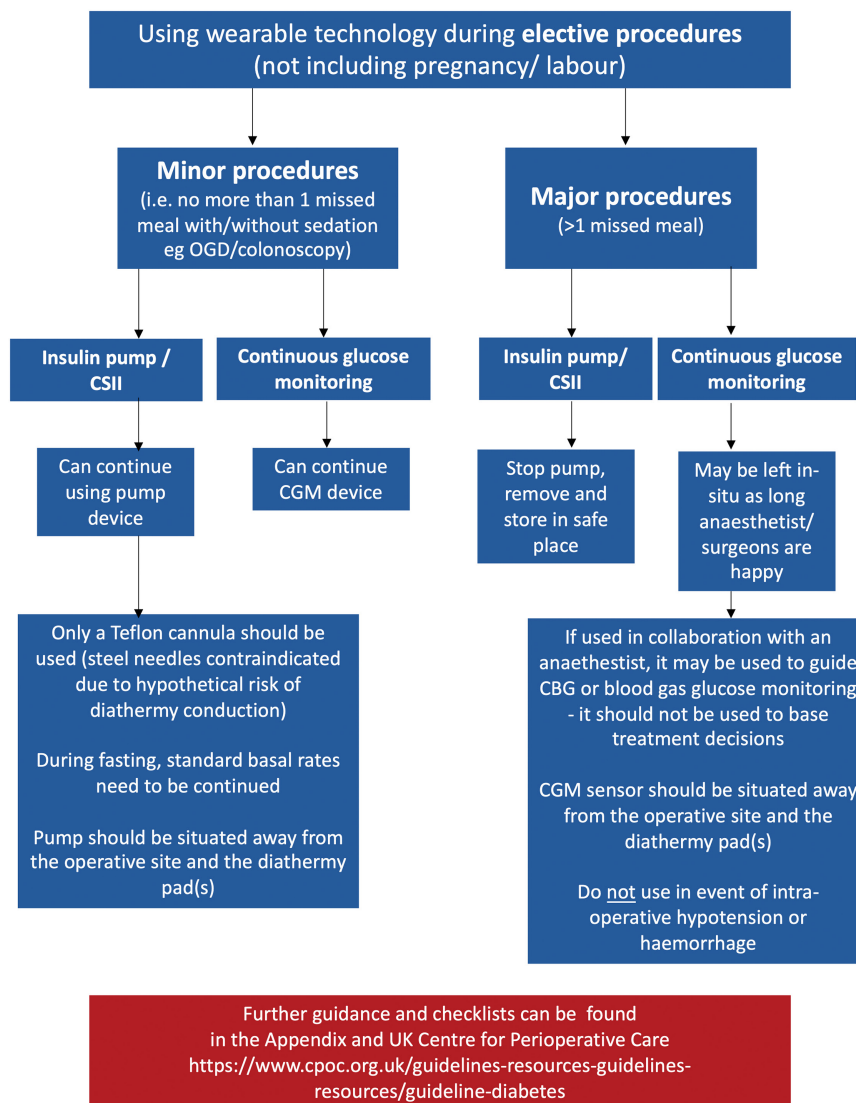 Using wearable technology during elective procedures
(not including pregnancy/ labour)
Minor procedures
(i.e. no more than 1 missed
meal with/without sedation
eg OGD/colonoscopy)
Major procedures
(>1 missed meal)
Insulin pump /
CSII
Continuous glucose
monitoring
Insulin pump/
CSII
Continuous glucose
monitoring
Can continue
using pump
device
Can continue
CGM device
Stop pump,
remove and
store in safe
place
May be left in-
situ as long
anaesthetist/
surgeons are
happy
Only a Teflon cannula should be
used (steel needles contraindicated
due to hypothetical risk of
diathermy conduction)
During fasting, standard basal rates
need to be continued
Pump should be situated away from
the operative site and the diathermy
pad(s)
If used in collaboration with an
anaethestist, it may be used to guide
CBG or blood gas glucose monitoring
- it should not be used to base
treatment decisions
CGM sensor should be situated away
from the operative site and the
diathermy pad(s)
Do not use in event of intra-
operative hypotension or
haemorrhage
Further guidance and checklists can be found
in the Appendix and UK Centre for Perioperative Care
https://www.cpoc.org.uk/guidelines-resources-guidelines-
resources/guideline-diabetes